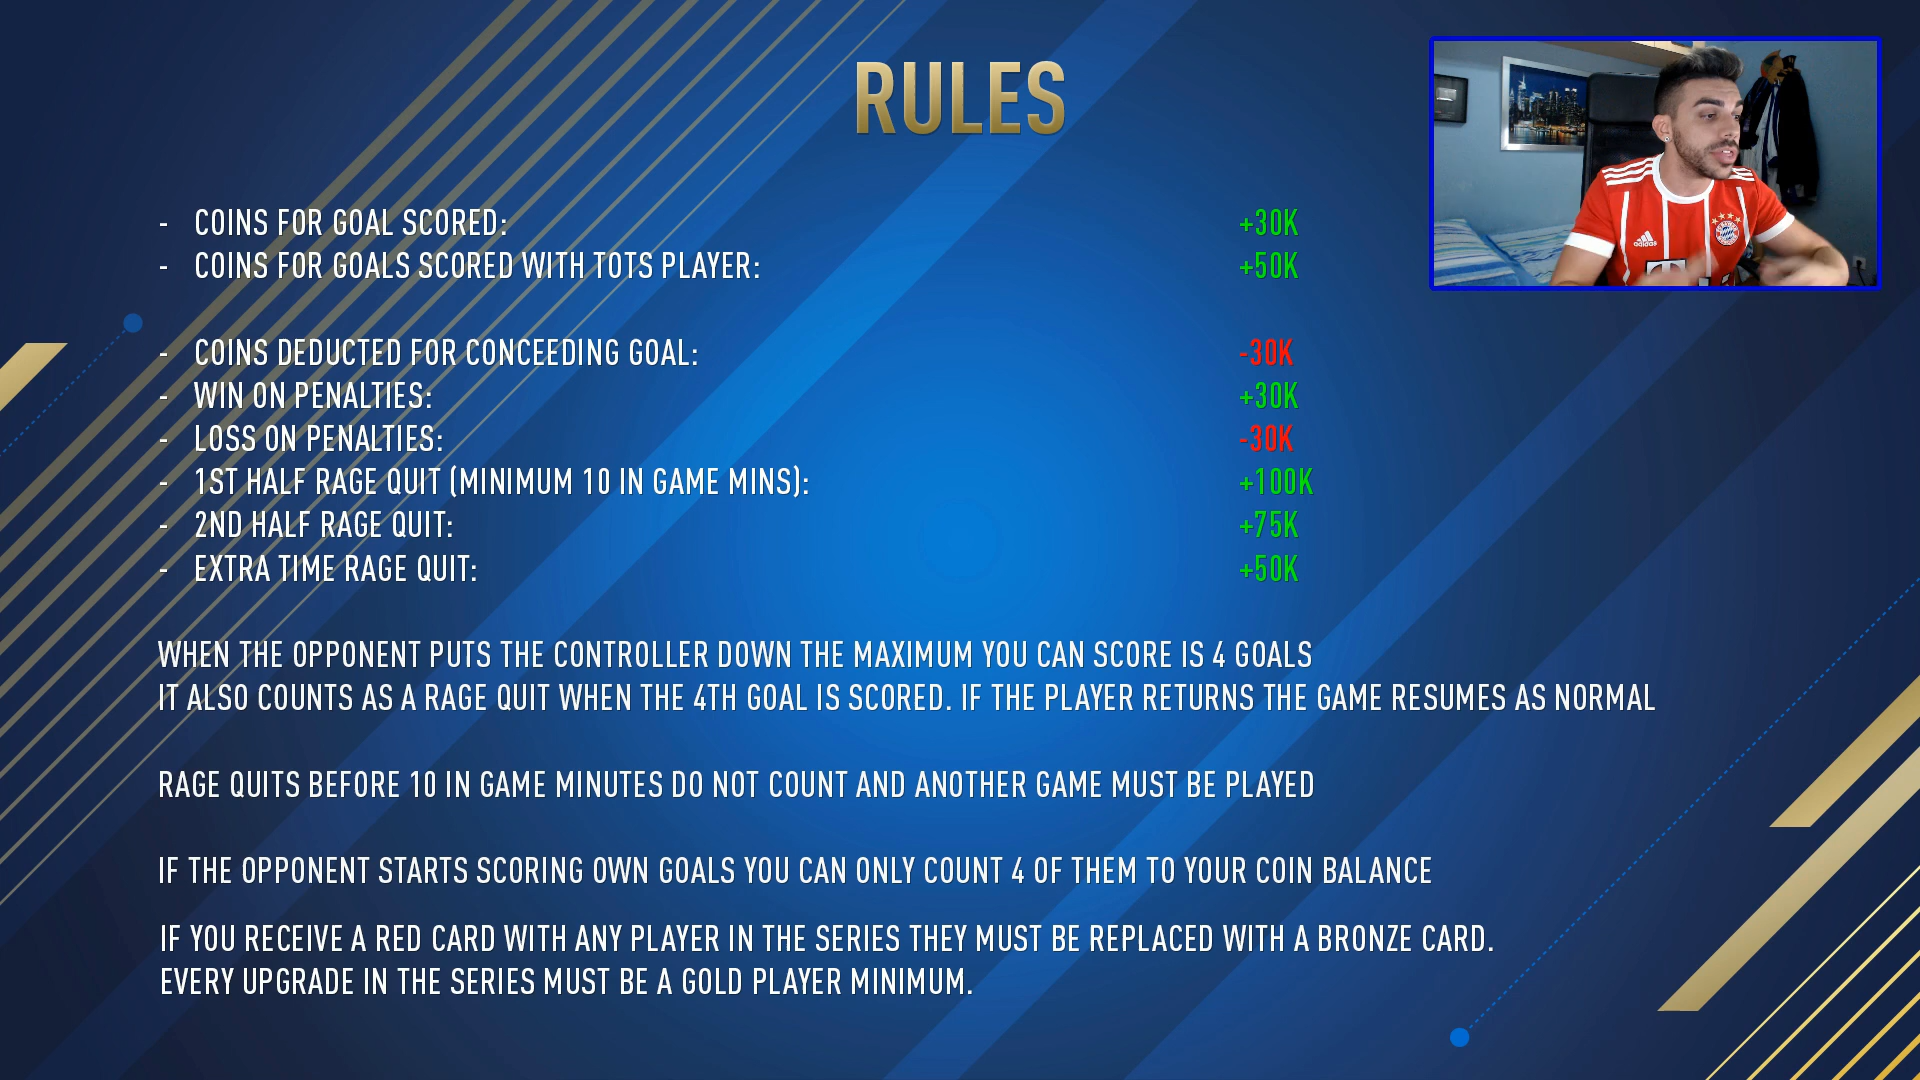 RULES
- COINS FOR GOAL SCORED: +30K
- COINS FOR GOALS SCORED WITH TOTS PLAYER: +50K
- COINS DEDUCTED FOR CONCEEDING GOAL: -30K
- WIN ON PENALTIES: +30K
- LOSS ON PENALTIES: -30K
- 1ST HALF RAGE QUIT (MINIMUM 10 IN GAME MINS): +100K
- 2ND HALF RAGE QUIT: +75K
- EXTRA TIME RAGE QUIT: +50K
WHEN THE OPPONENT PUTS THE CONTROLLER DOWN THE MAXIMUM YOU CAN SCORE IS 4 GOALS
IT ALSO COUNTS AS A RAGE QUIT WHEN THE 4TH GOAL IS SCORED. IF THE PLAYER RETURNS THE GAME RESUMES AS NORMAL
RAGE QUITS BEFORE 10 IN GAME MINUTES DO NOT COUNT AND ANOTHER GAME MUST BE PLAYED
IF THE OPPONENT STARTS SCORING OWN GOALS YOU CAN ONLY COUNT 4 OF THEM TO YOUR COIN BALANCE
IF YOU RECEIVE A RED CARD WITH ANY PLAYER IN THE SERIES THEY MUST BE REPLACED WITH A BRONZE CARD.
EVERY UPGRADE IN THE SERIES MUST BE A GOLD PLAYER MINIMUM.
adidas